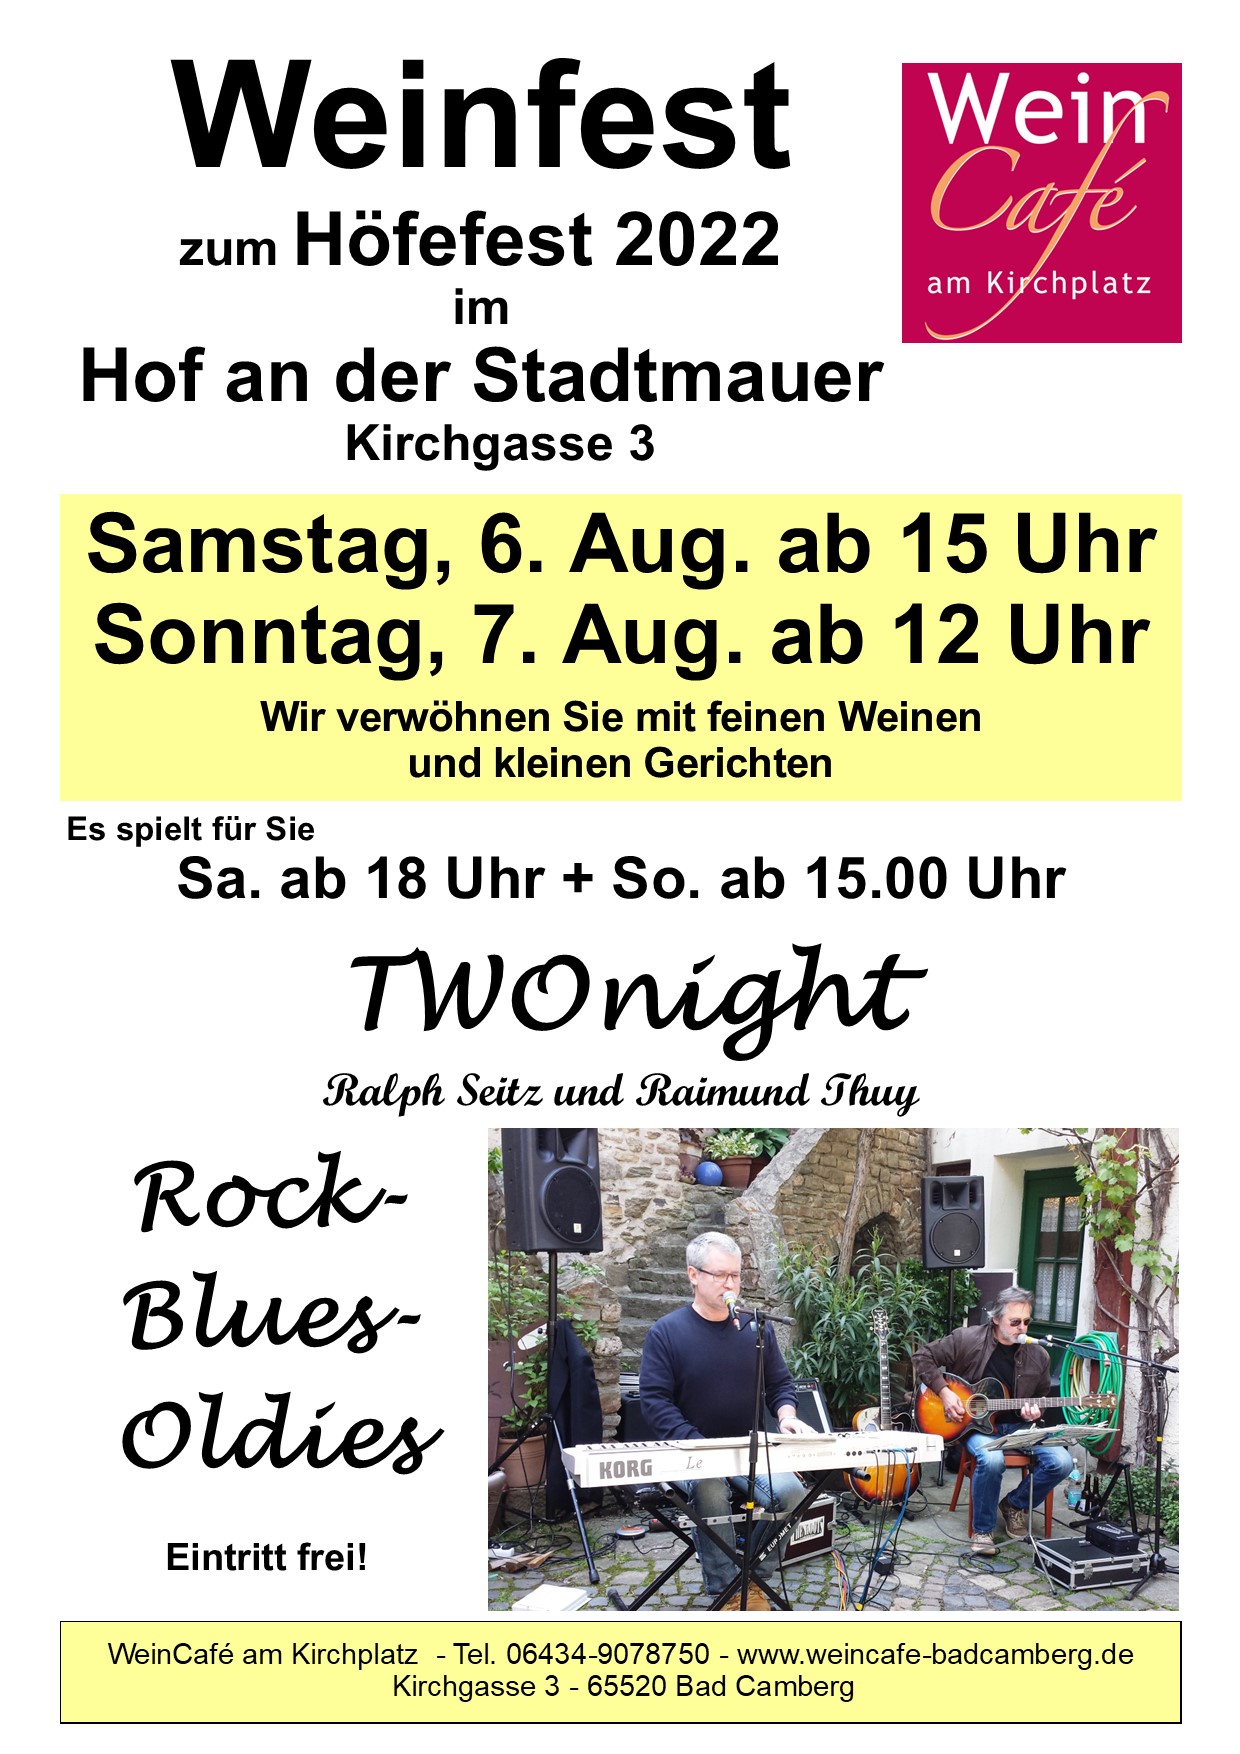 Weinfest
zum Höfefest 2022
im
Hof an der Stadtmauer
Kirchgasse 3
Wein
Café
am Kirchplatz
Samstag, 6. Aug. ab 15 Uhr
Sonntag, 7. Aug. ab 12 Uhr
Wir verwöhnen Sie mit feinen Weinen
und kleinen Gerichten
Es spielt für Sie
Sa. ab 18 Uhr + So. ab 15.00 Uhr
TWOnight
Ralph Seitz und Raimund Thuy
Rock-
Blues-
Oldies
KORG
Le
EUROMET
Eintritt frei!
WeinCafé am Kirchplatz - Tel. 06434-9078750 - www.weincafe-badcamberg.de
Kirchgasse 3 - 65520 Bad Camberg